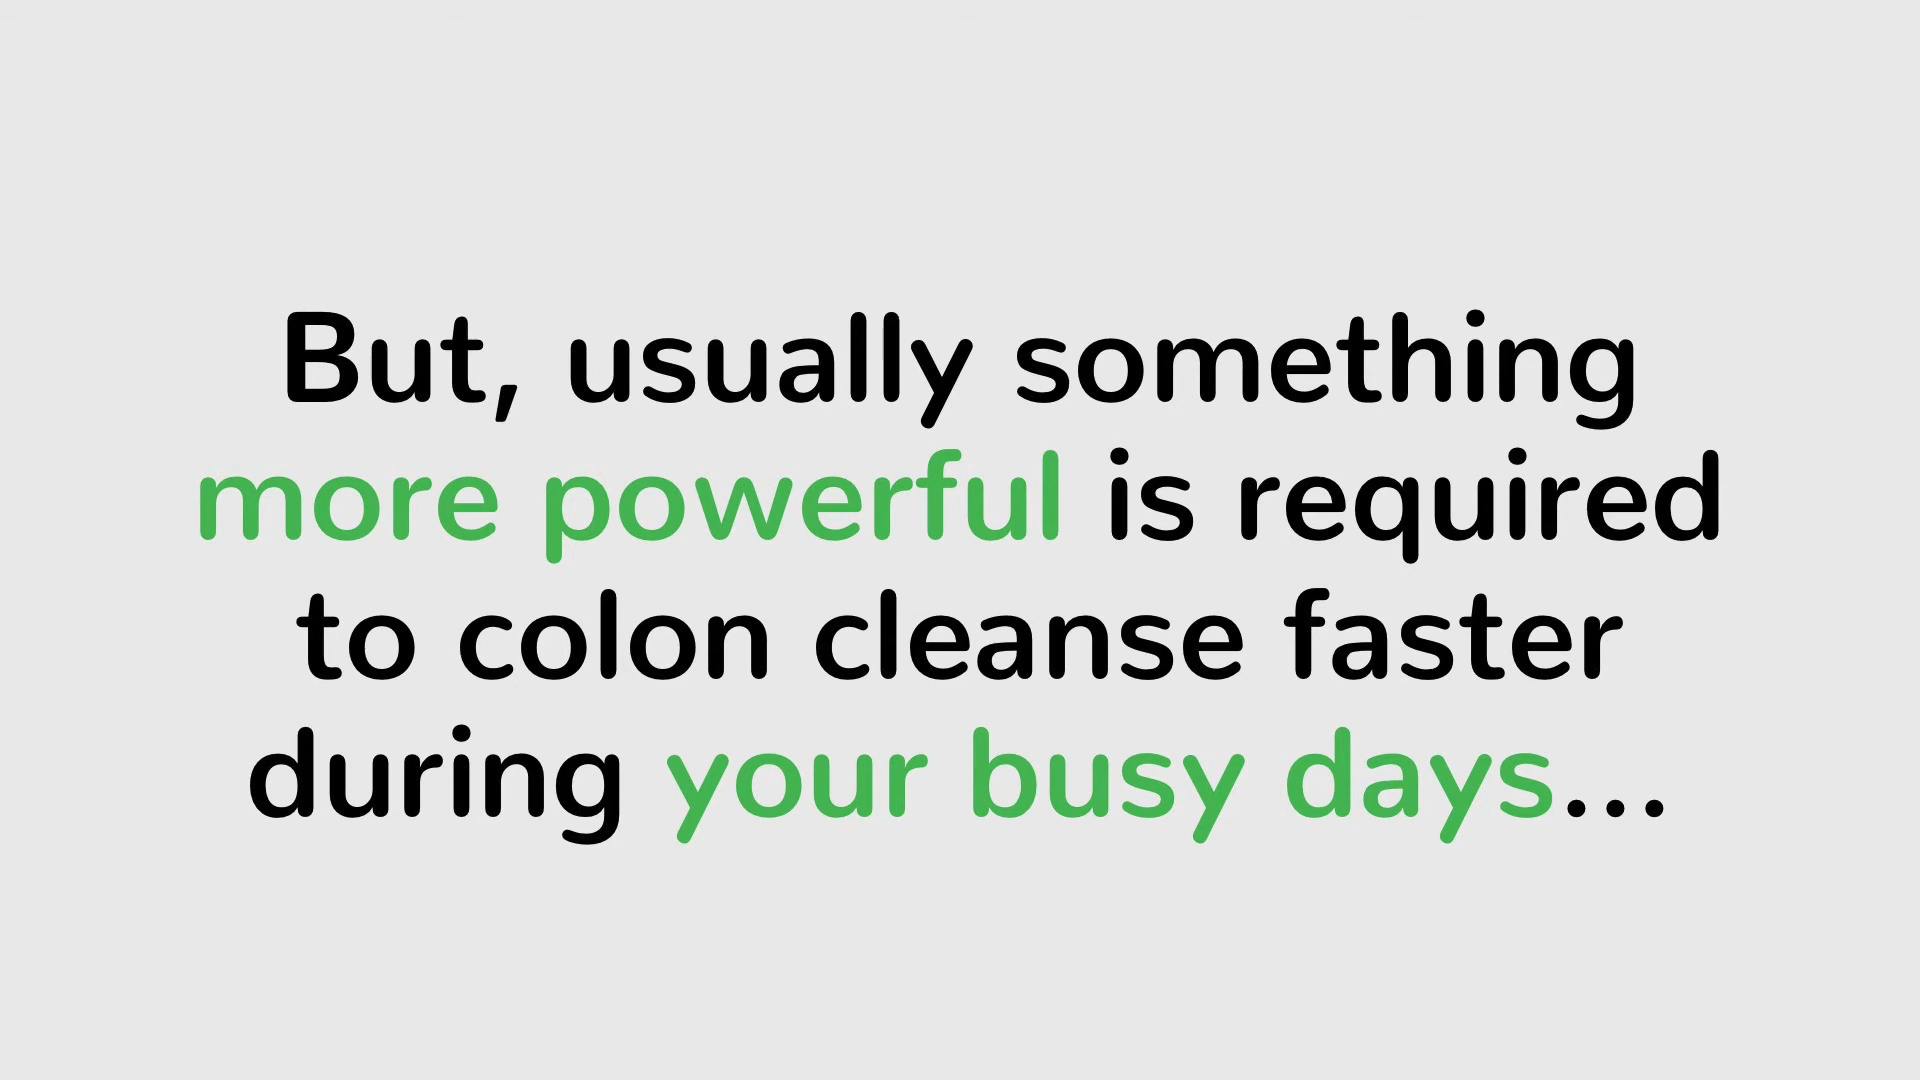 But, usually something
more powerful is required
to colon cleanse faster
during your busy days...